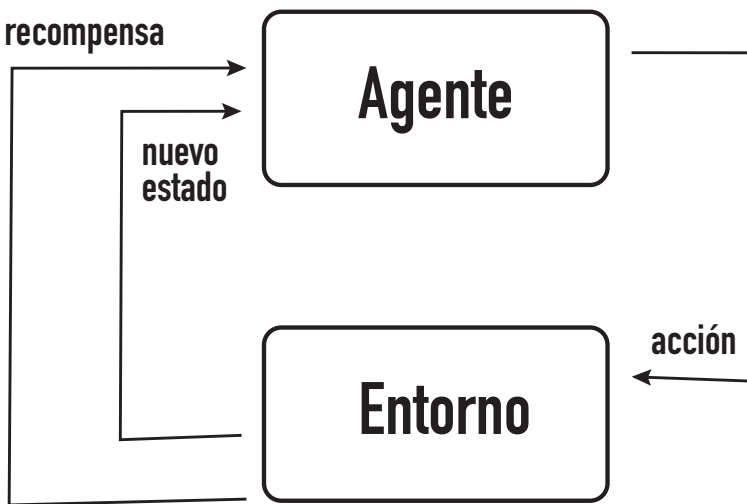 recompensa
Agente
nuevo
estado
acción
Entorno